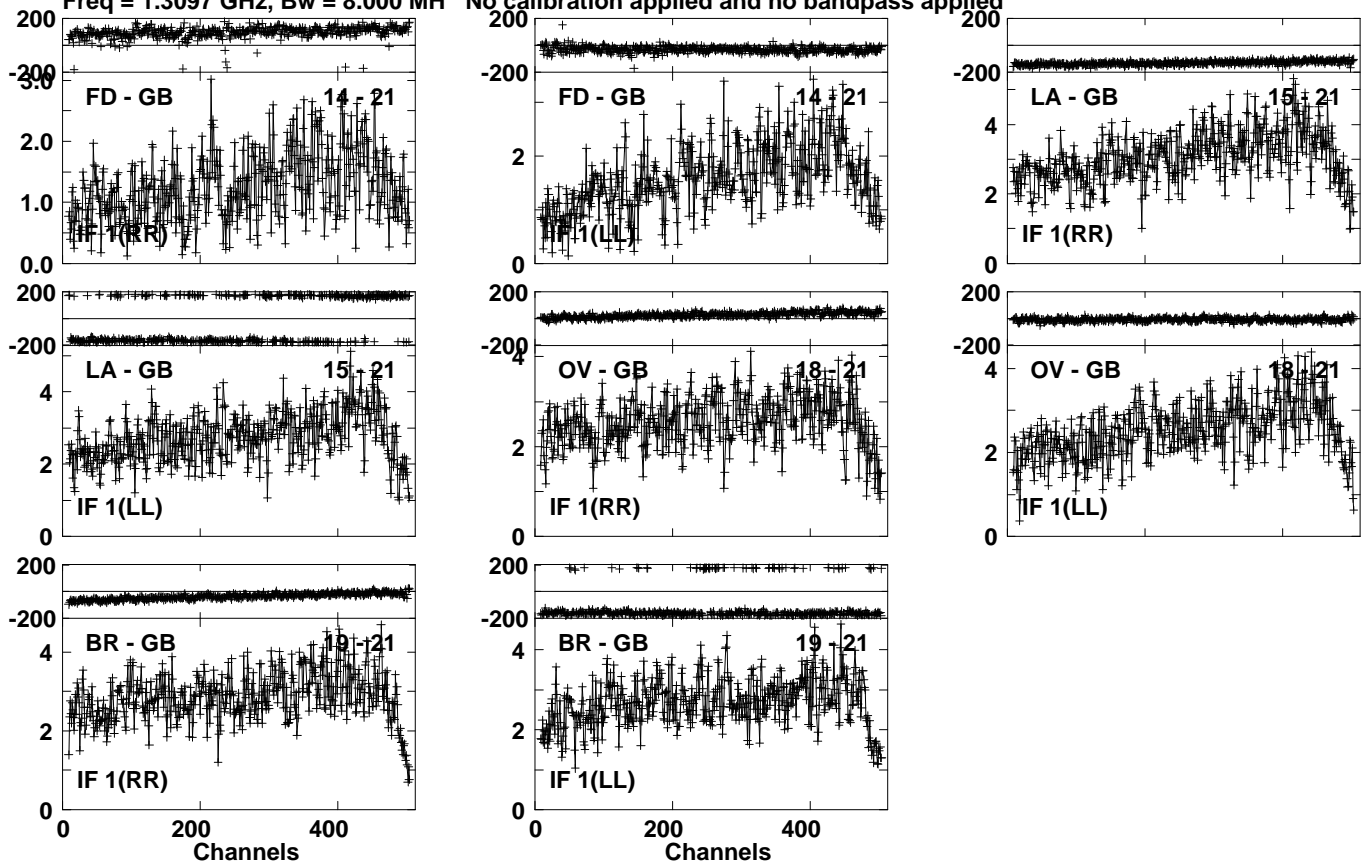 Freq = 1.3097 GHz, Bw = 8.000 MH No calibration applied and no bandpass applied
200
-200
3.0
2.0
1.0
0.0
FD - GB 14 - 21
IF 1(RR)
2
0
FD - GB 14 - 21
IF 1(LL)
200
-200
4
2
0
LA - GB 15 - 21
IF 1(RR)
200
-200
4
2
0
LA - GB 15 - 21
IF 1(LL)
200
-200
4
2
0
OV - GB 18 - 21
IF 1(RR)
200
-200
4
2
0
OV - GB 18 - 21
IF 1(LL)
200
-200
4
2
0
BR - GB 19 - 21
IF 1(RR)
0 200 400
Channels
200
-200
4
2
0
BR - GB 19 - 21
IF 1(LL)
0 200 400
Channels